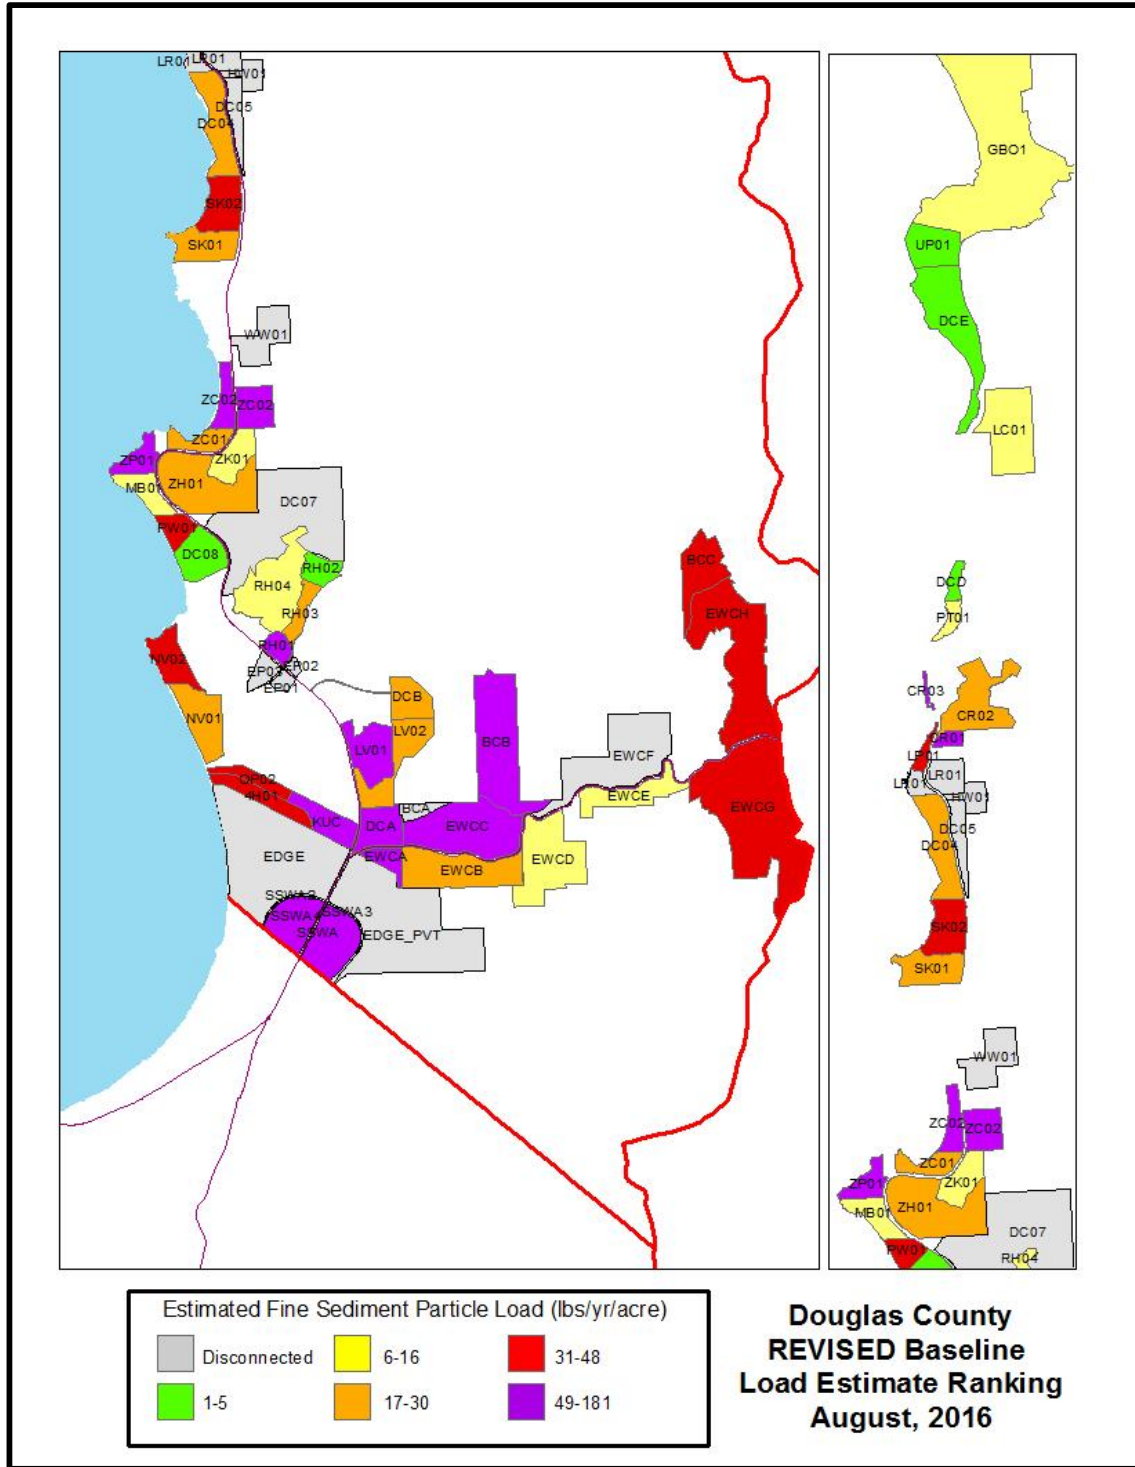 LR01
LR01
HW01
DC05
DC04
SK02
SK01
WW01
ZC02
ZC02
ZC01
ZP01
ZK01
MB01
ZH01
DC07
PW01
DC08
RH02
RH04
RH03
RH01
EP02
EP03
EP01
NV02
NV01
DCB
LV02
LV01
BCB
BCC
EWCH
EWCF
EWCE
EWCG
OP02
4H01
BCA
KUC
DCA
EWCC
EWCA
EDGE
EWCB
EWCD
SSWA2
SSWA3
SSWA
EDGE_PVT
GBO1
UP01
DCE
LC01
DCD
PT01
CR03
CR02
CR01
LP01
LR01
LR01
HW01
DC05
DC04
SK02
SK01
WW01
ZC02
ZC02
ZC01
ZP01
ZK01
MB01
ZH01
DC07
PW01
RH04
Estimated Fine Sediment Particle Load (lbs/yr/acre)
Disconnected 6-16 31-48
1-5 17-30 49-181
Douglas County
REVISED Baseline
Load Estimate Ranking
August, 2016